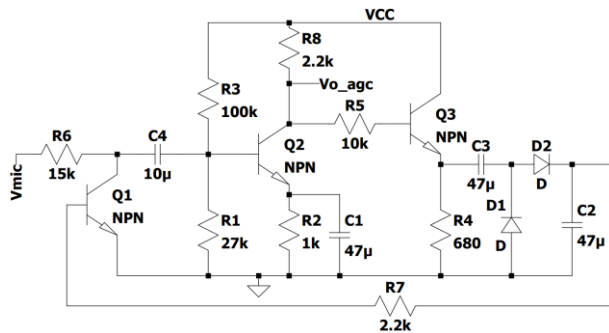 VCC
R8
2.2k
Vo_agc
R3
100k
R5
10k
Q3
NPN
R6
15k
C4
10µ
Q2
NPN
C3
47µ
D2
D
Vmic
Q1
NPN
R1
27k
R2
1k
C1
47µ
R4
680
D1
D
C2
47µ
R7
2.2k